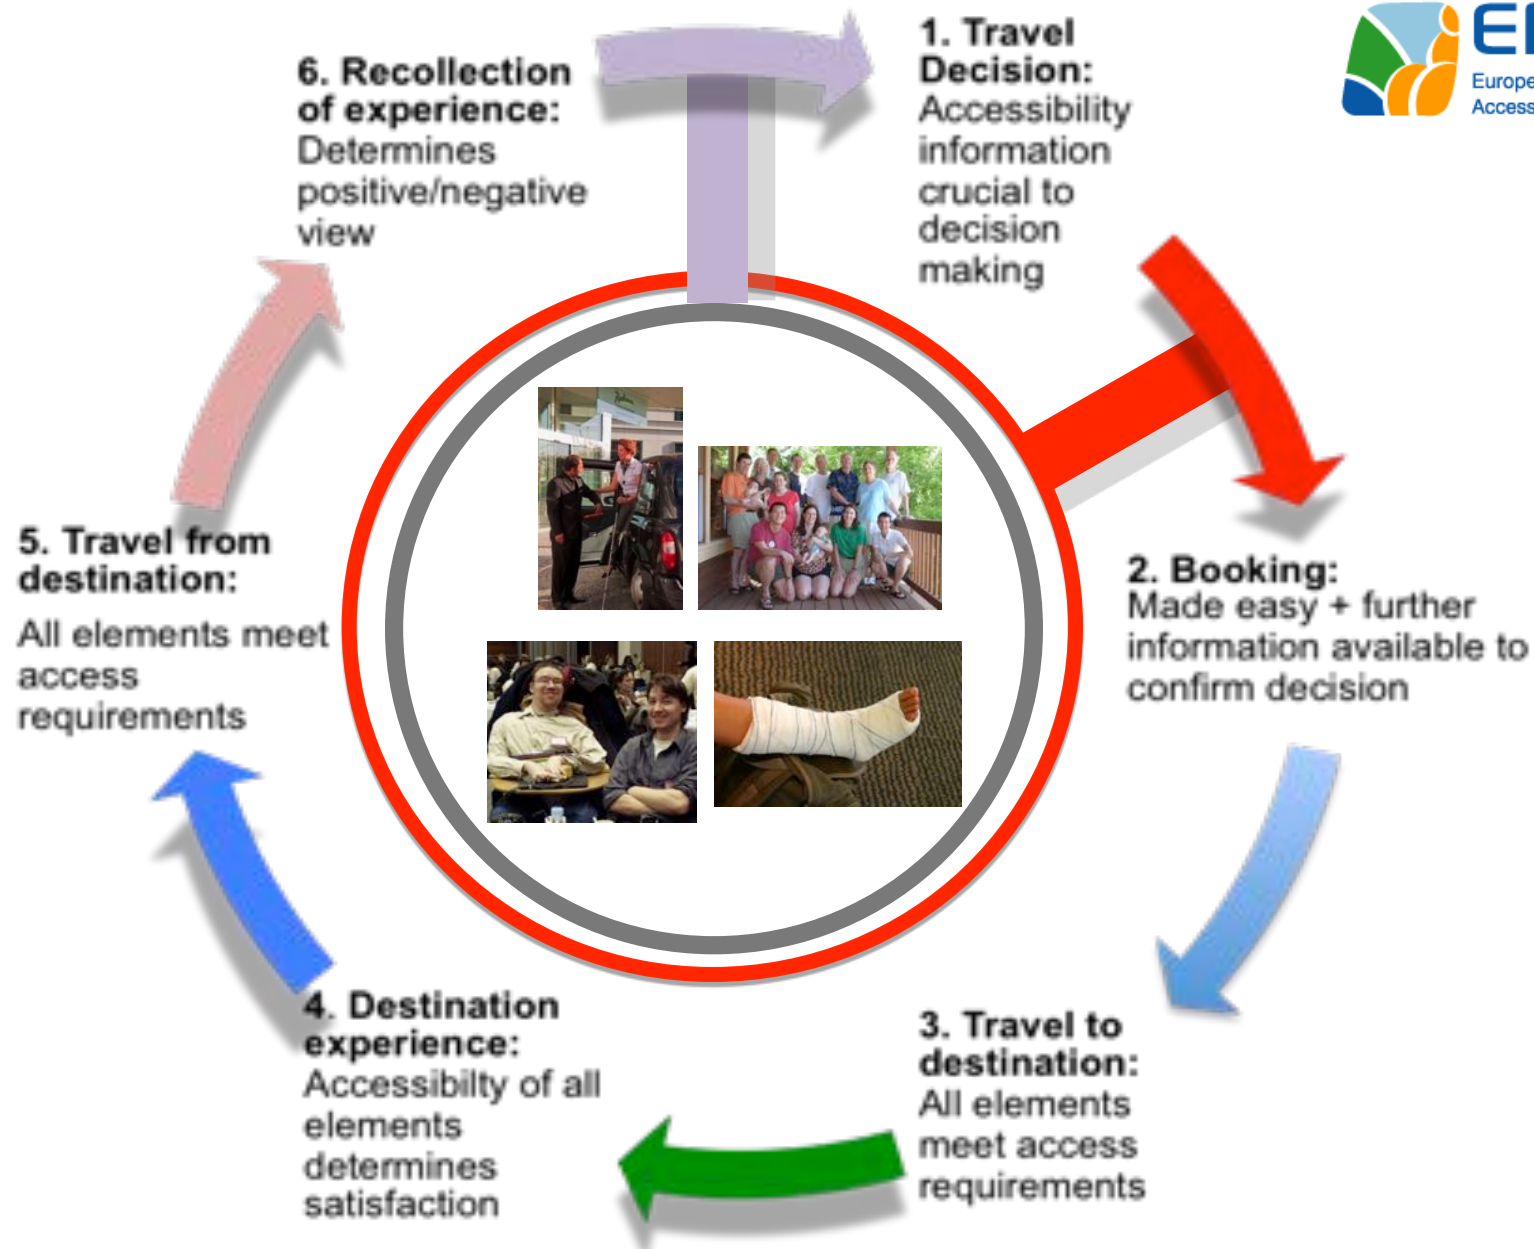 1. Travel
Decision:
Accessibility
information
crucial to
decision
making
2. Booking:
Made easy + further
information available to
confirm decision
3. Travel to
destination:
All elements
meet access
requirements
4. Destination
experience:
Accessibilty of all
elements
determines
satisfaction
5. Travel from
destination:
All elements meet
access
requirements
6. Recollection
of experience:
Determines
positive/negative
view